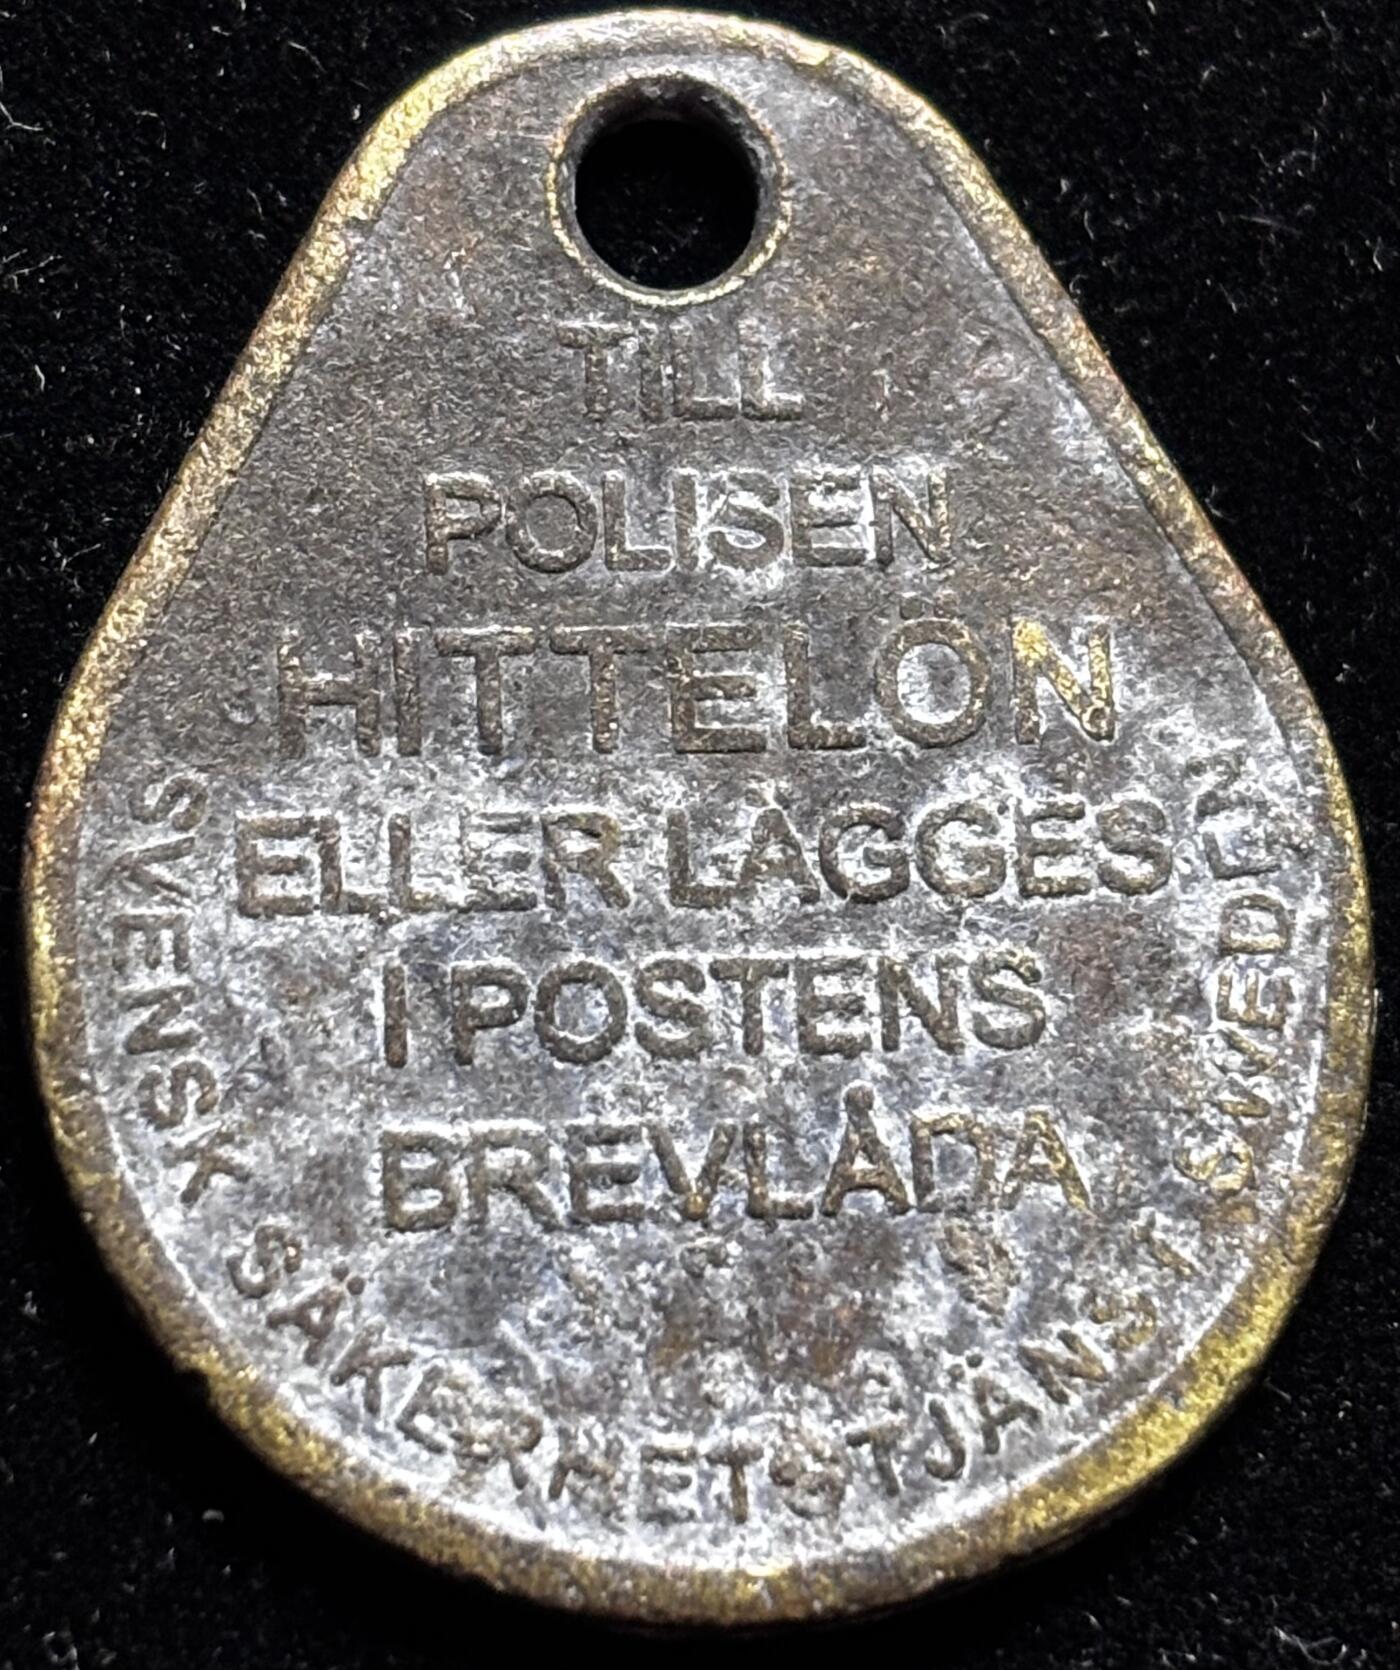 TILL
POLISEN
HITTELÖN
ELLER LÄGGES
I POSTENS
BREVLÅDA
SVENSK SÄKERHETSTJÄNST SWEDEN